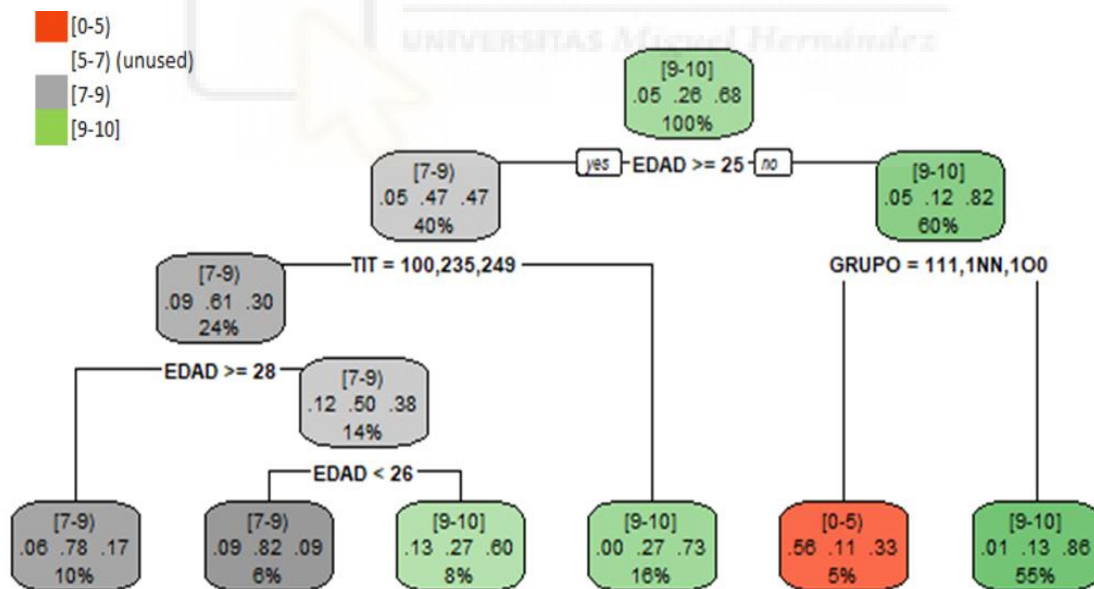 [0-5)
[5-7) (unused)
[7-9)
[9-10]
UNIVERSITAS Miguel Hernández
[9-10]
.05 .26 .68
100%
yes EDAD >= 25 no
[7-9)
.05 .47 .47
40%
[9-10]
.05 .12 .82
60%
TIT = 100,235,249
GRUPO = 111,1NN,1O0
[7-9)
.09 .61 .30
24%
EDAD >= 28
[7-9)
.12 .50 .38
14%
EDAD < 26
[7-9)
.06 .78 .17
10%
[7-9)
.09 .82 .09
6%
[9-10]
.13 .27 .60
8%
[9-10]
.00 .27 .73
16%
[0-5)
.56 .11 .33
5%
[9-10]
.01 .13 .86
55%